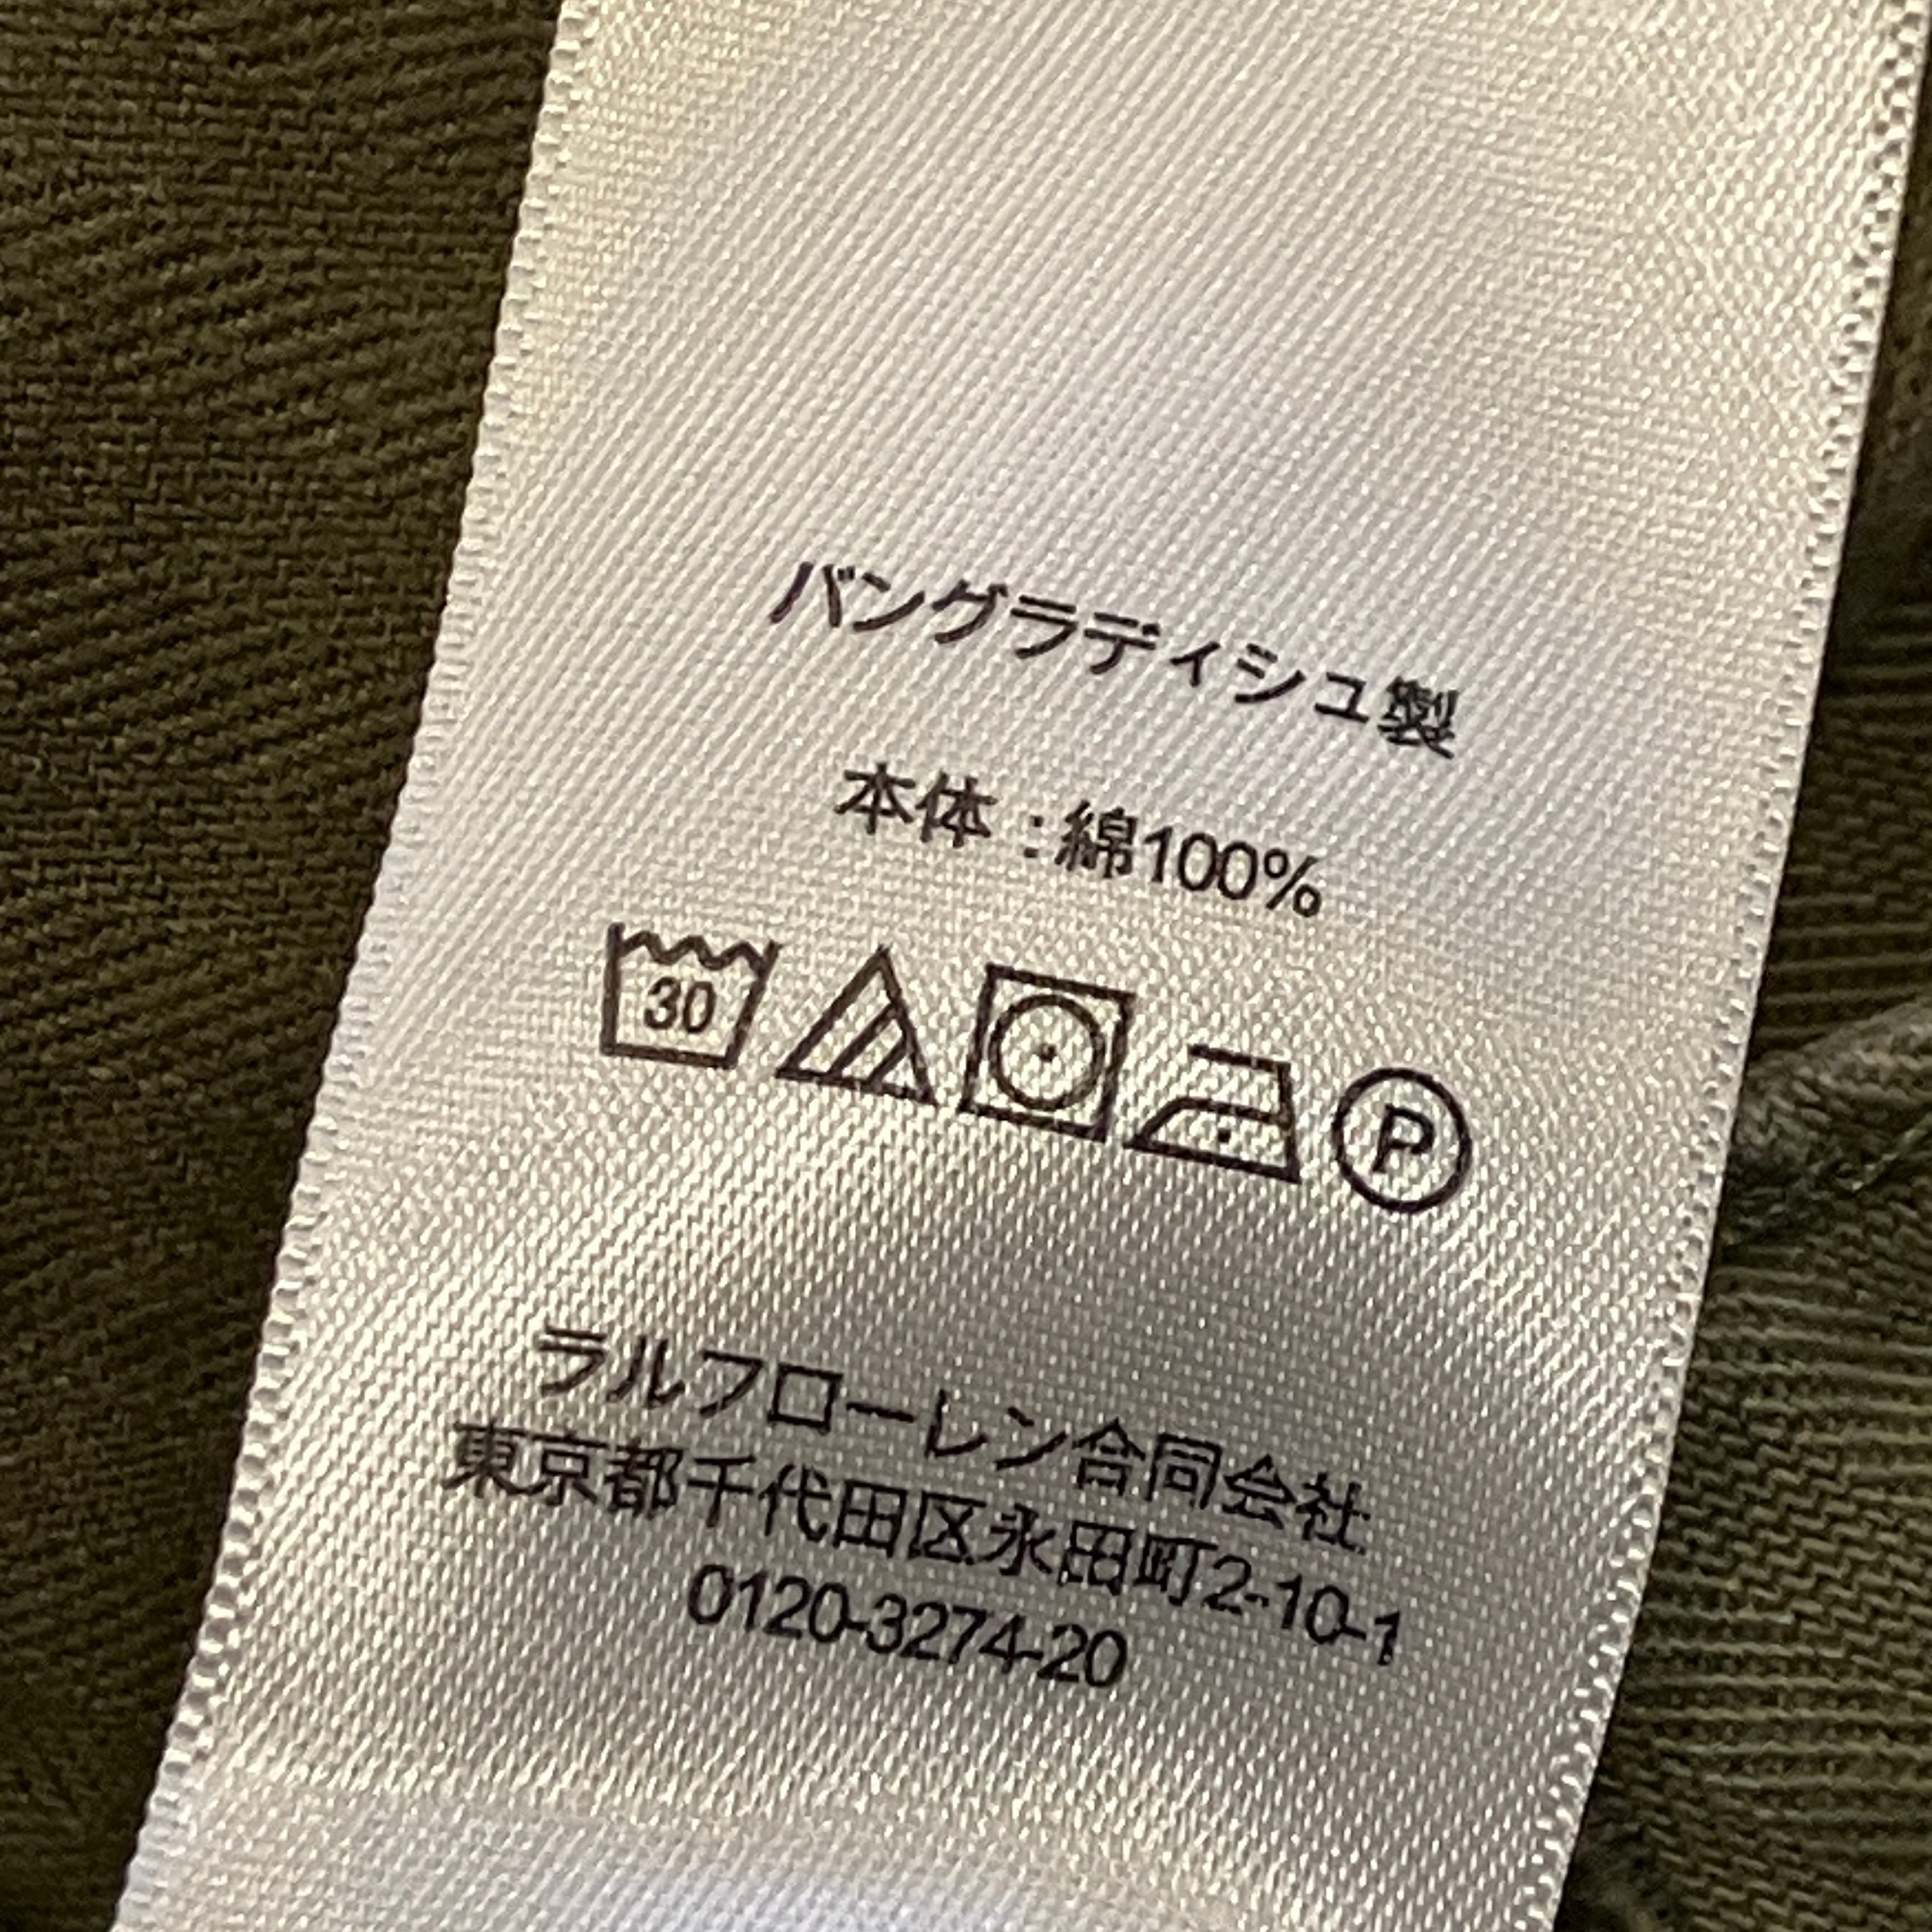 バングラディシュ製
本体：綿100%
30 P
ラルフローレン合同会社
東京都千代田区永田町2-10-1
0120-3274-20